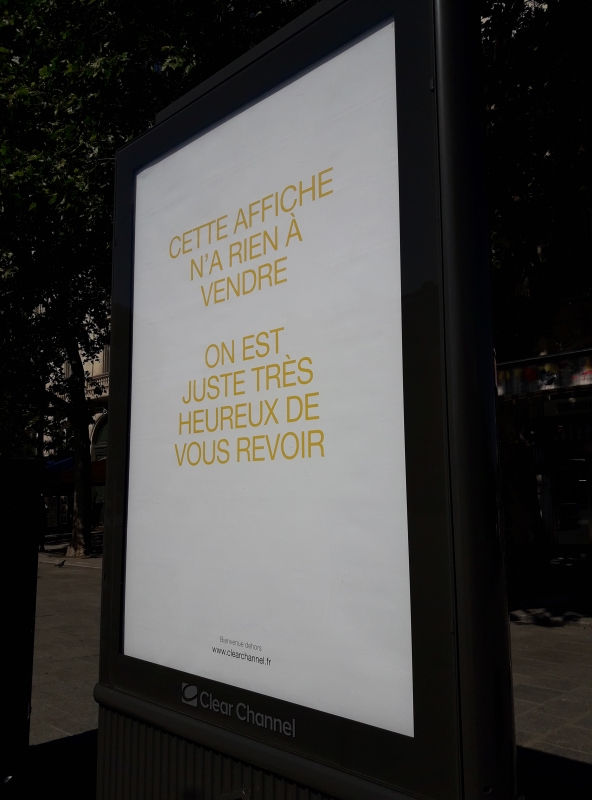 CETTE AFFICHE
N'A RIEN À
VENDRE
ON EST
JUSTE TRÈS
HEUREUX DE
VOUS REVOIR
Bienvenue dehors
www.clearchannel.fr
Clear Channel